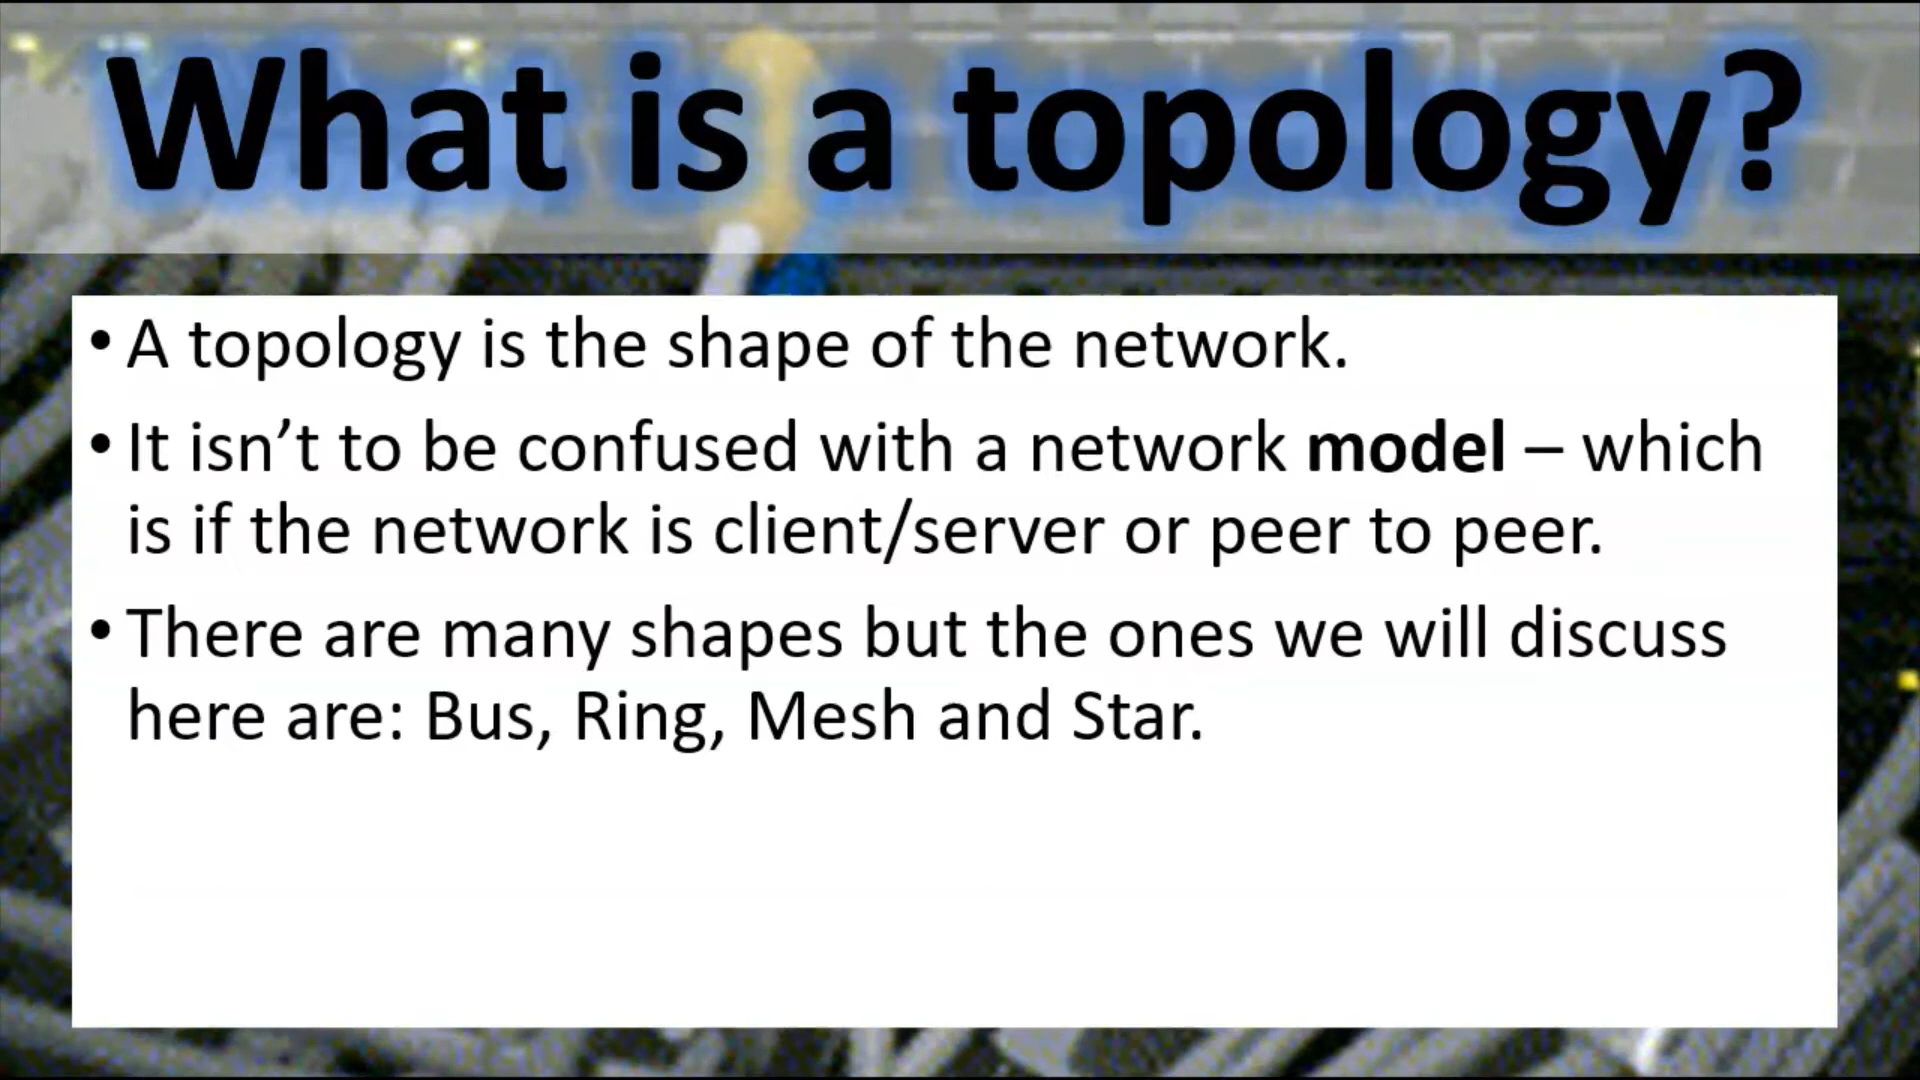 What is a topology?
• A topology is the shape of the network.
• It isn’t to be confused with a network model – which
is if the network is client/server or peer to peer.
• There are many shapes but the ones we will discuss
here are: Bus, Ring, Mesh and Star.